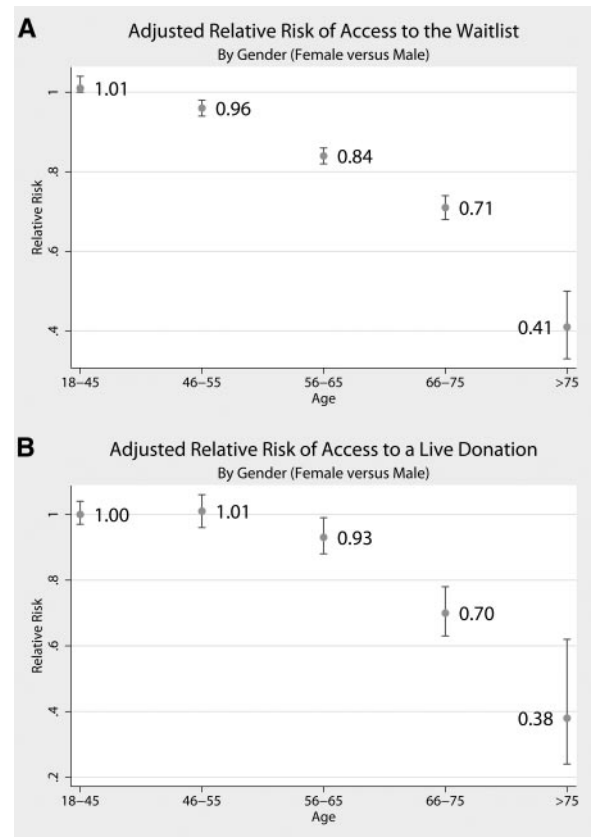 A
Adjusted Relative Risk of Access to the Waitlist
By Gender (Female versus Male)
Relative Risk
1
.8
.6
.4
1.01
0.96
0.84
0.71
0.41
18–45
46–55
56–65
66–75
>75
Age
B
Adjusted Relative Risk of Access to a Live Donation
By Gender (Female versus Male)
Relative Risk
1
.8
.6
.4
.2
1.00
1.01
0.93
0.70
0.38
18–45
46–55
56–65
66–75
>75
Age